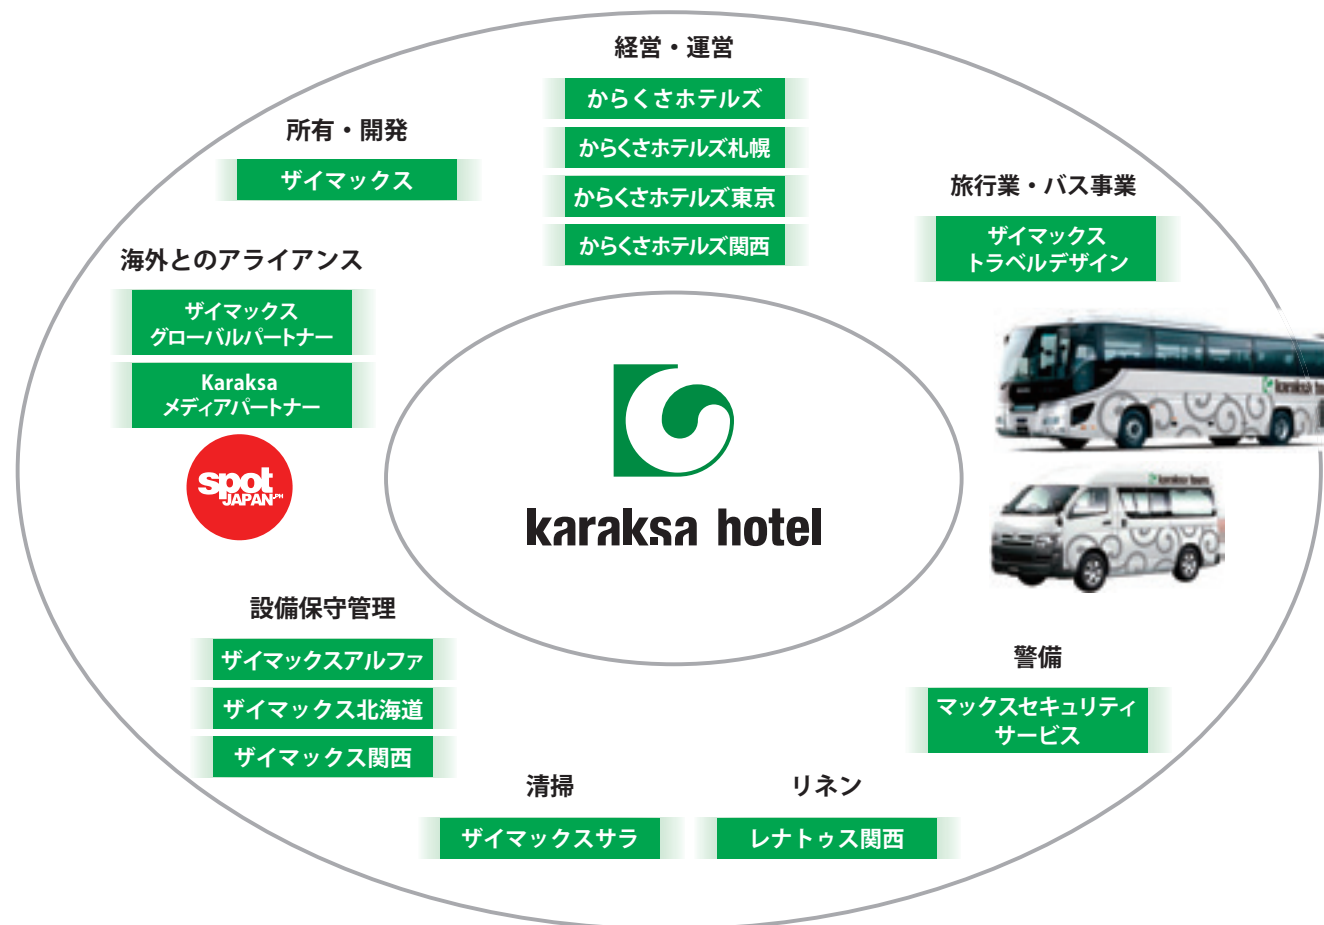 経営・運営
からくさホテルズ
からくさホテルズ札幌
からくさホテルズ東京
からくさホテルズ関西
所有・開発
ザイマックス
旅行業・バス事業
ザイマックス
トラベルデザイン
海外とのアライアンス
ザイマックス
グローバルパートナー
Karaksa
メディアパートナー
spot
JAPAN.PH
karaksa hotel
karaksa tours
設備保守管理
ザイマックスアルファ
ザイマックス北海道
ザイマックス関西
警備
マックスセキュリティ
サービス
清掃
ザイマックスサラ
リネン
レナトゥス関西